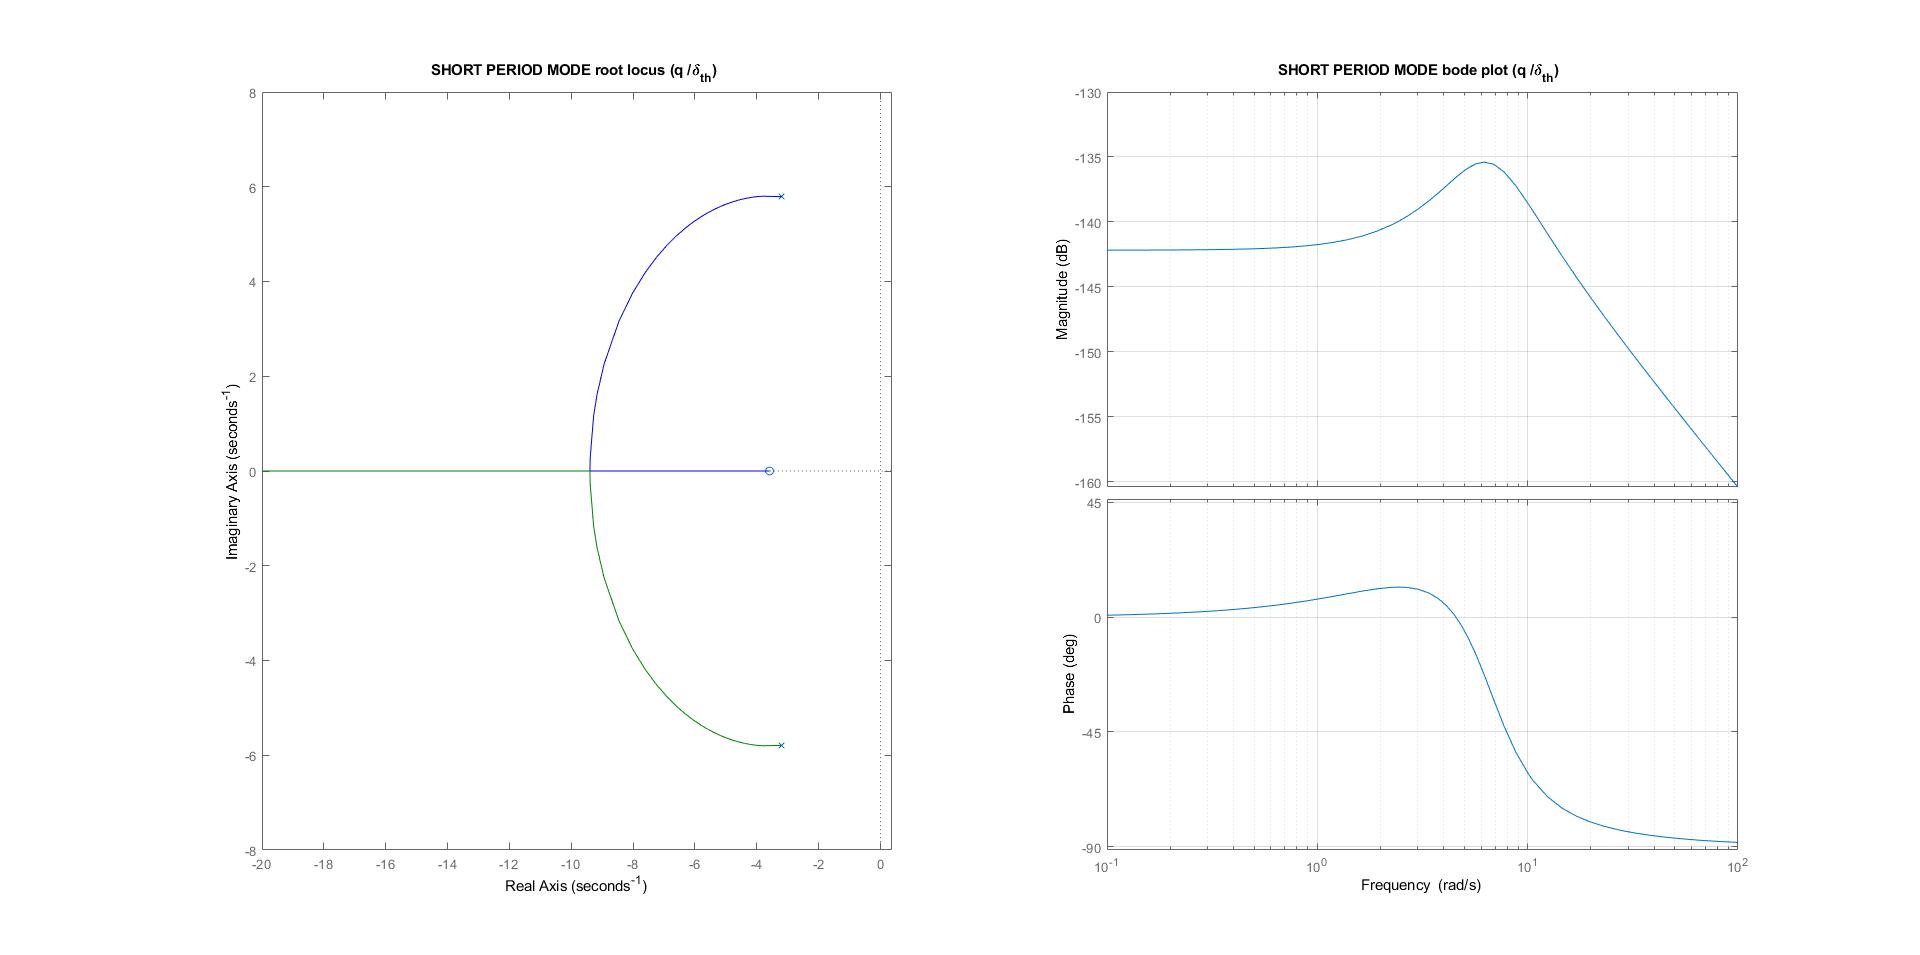 SHORT PERIOD MODE root locus (q /δth)
8
6
4
2
0
-2
-4
-6
-8
Imaginary Axis (seconds-1)
-20 -18 -16 -14 -12 -10 -8 -6 -4 -2 0
Real Axis (seconds-1)
SHORT PERIOD MODE bode plot (q /δth)
-130
-135
-140
-145
-150
-155
-160
Magnitude (dB)
45
0
-45
-90
Phase (deg)
10-1 100 101 102
Frequency (rad/s)